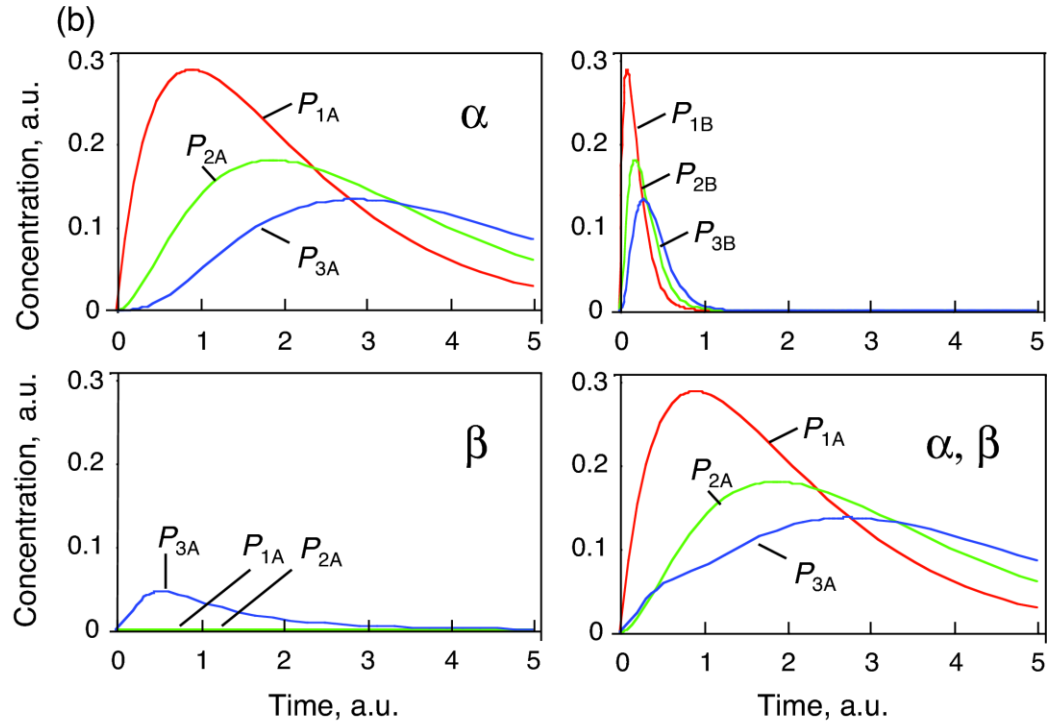 (b)
Concentration, a.u.
0.3
0.2
0.1
0
0 1 2 3 4 5
P1A
P2A
P3A
α
0.3
0.2
0.1
0
0 1 2 3 4 5
P1B
P2B
P3B
Concentration, a.u.
0.3
0.2
0.1
0
0 1 2 3 4 5
P3A
P1A
P2A
β
Time, a.u.
0.3
0.2
0.1
0
0 1 2 3 4 5
P1A
P2A
P3A
α, β
Time, a.u.